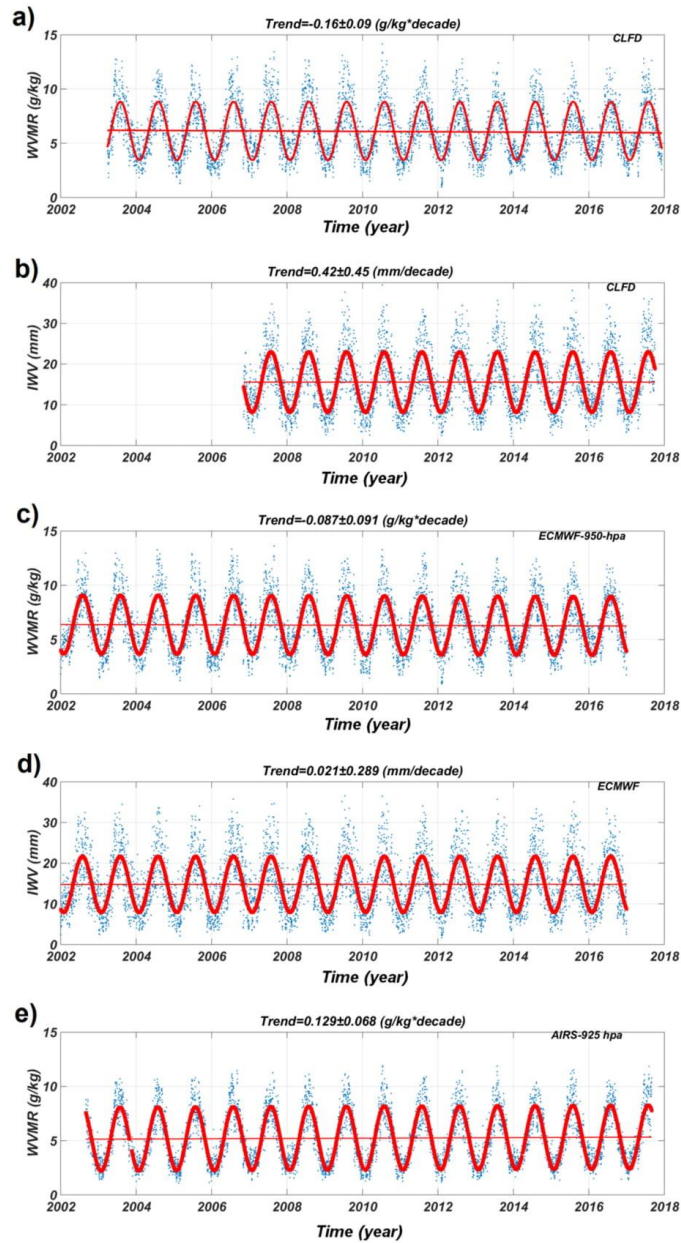 a)
Trend=-0.16±0.09 (g/kg*decade)
CLFD
15
10
5
0
WVMR (g/kg)
2002 2004 2006 2008 2010 2012 2014 2016 2018
Time (year)
b)
Trend=0.42±0.45 (mm/decade)
CLFD
40
30
20
10
0
IWV (mm)
2002 2004 2006 2008 2010 2012 2014 2016 2018
Time (year)
c)
Trend=-0.087±0.091 (g/kg*decade)
ECMWF-950-hpa
15
10
5
0
WVMR (g/kg)
2002 2004 2006 2008 2010 2012 2014 2016 2018
Time (year)
d)
Trend=0.021±0.289 (mm/decade)
ECMWF
40
30
20
10
0
IWV (mm)
2002 2004 2006 2008 2010 2012 2014 2016 2018
Time (year)
e)
Trend=0.129±0.068 (g/kg*decade)
AIRS-925 hpa
15
10
5
0
WVMR (g/kg)
2002 2004 2006 2008 2010 2012 2014 2016 2018
Time (year)